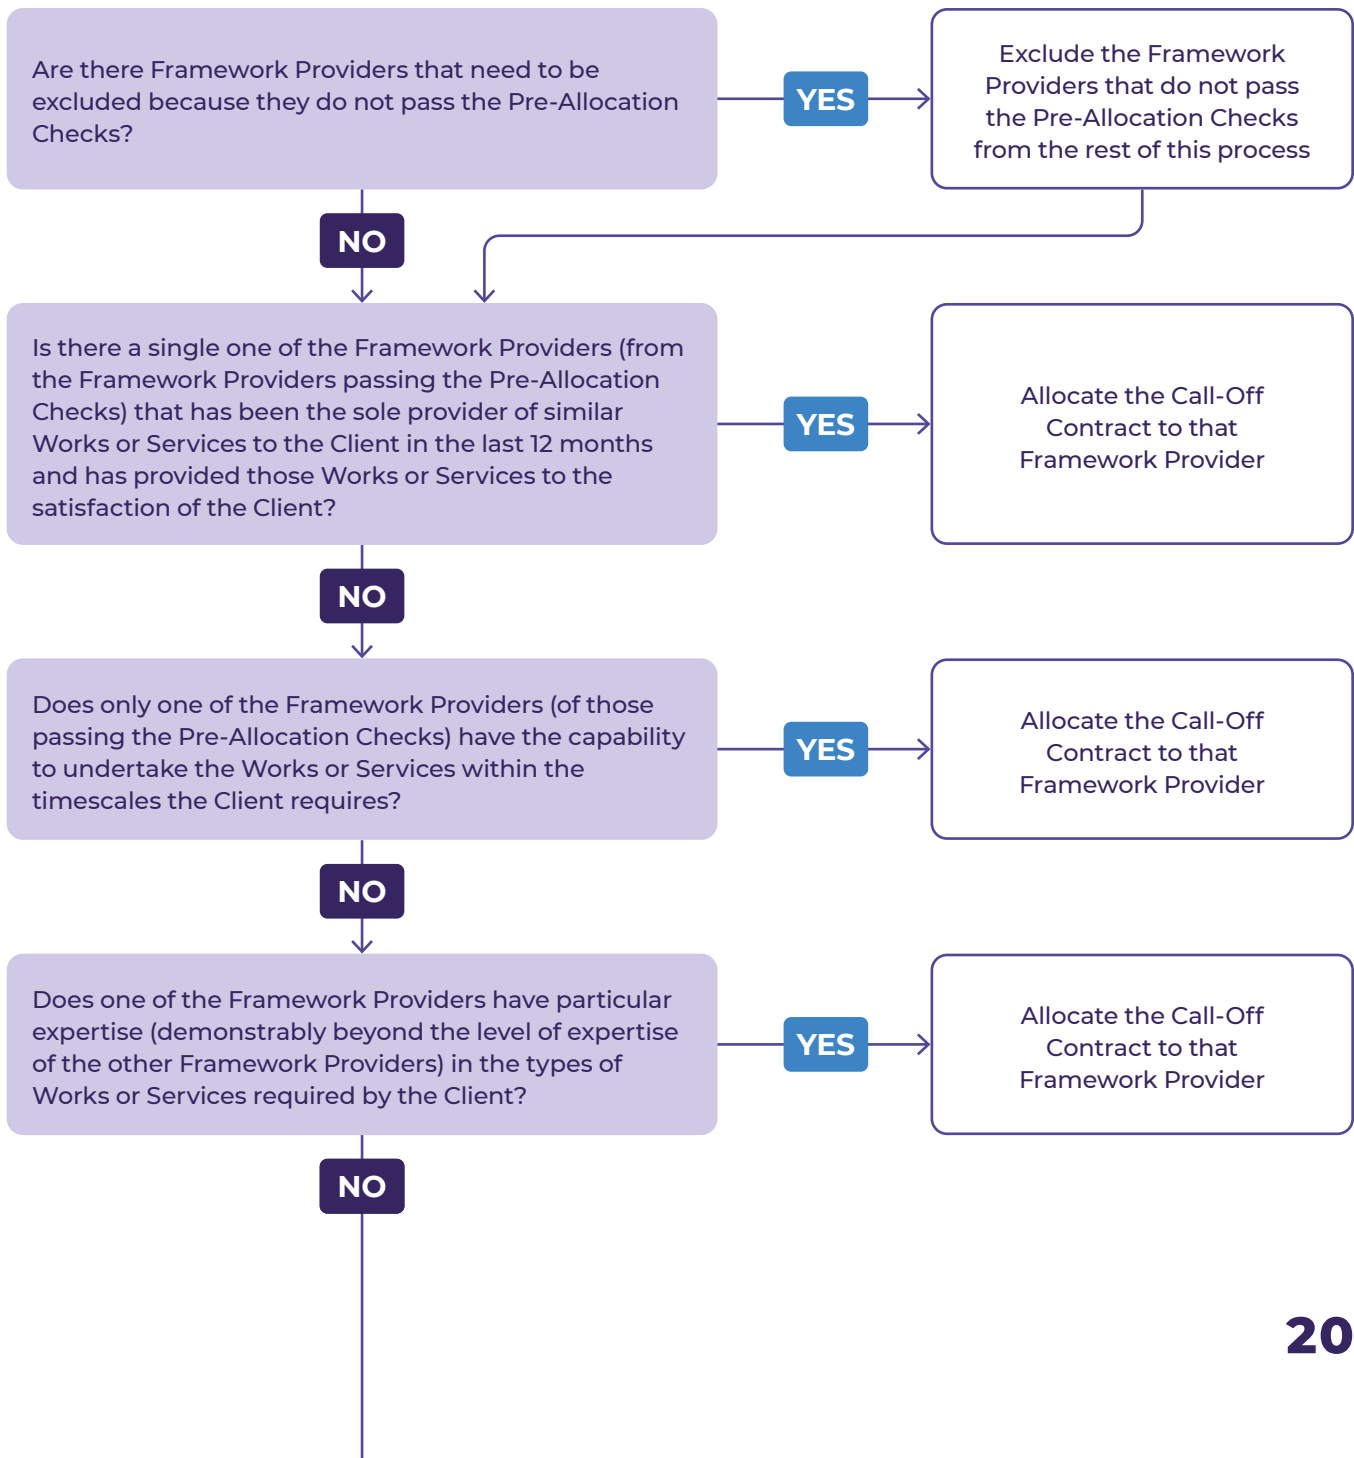 Are there Framework Providers that need to be
excluded because they do not pass the Pre-Allocation
Checks?
YES
Exclude the Framework
Providers that do not pass
the Pre-Allocation Checks
from the rest of this process
NO
Is there a single one of the Framework Providers (from
the Framework Providers passing the Pre-Allocation
Checks) that has been the sole provider of similar
Works or Services to the Client in the last 12 months
and has provided those Works or Services to the
satisfaction of the Client?
YES
Allocate the Call-Off
Contract to that
Framework Provider
NO
Does only one of the Framework Providers (of those
passing the Pre-Allocation Checks) have the capability
to undertake the Works or Services within the
timescales the Client requires?
YES
Allocate the Call-Off
Contract to that
Framework Provider
NO
Does one of the Framework Providers have particular
expertise (demonstrably beyond the level of expertise
of the other Framework Providers) in the types of
Works or Services required by the Client?
YES
Allocate the Call-Off
Contract to that
Framework Provider
NO
20